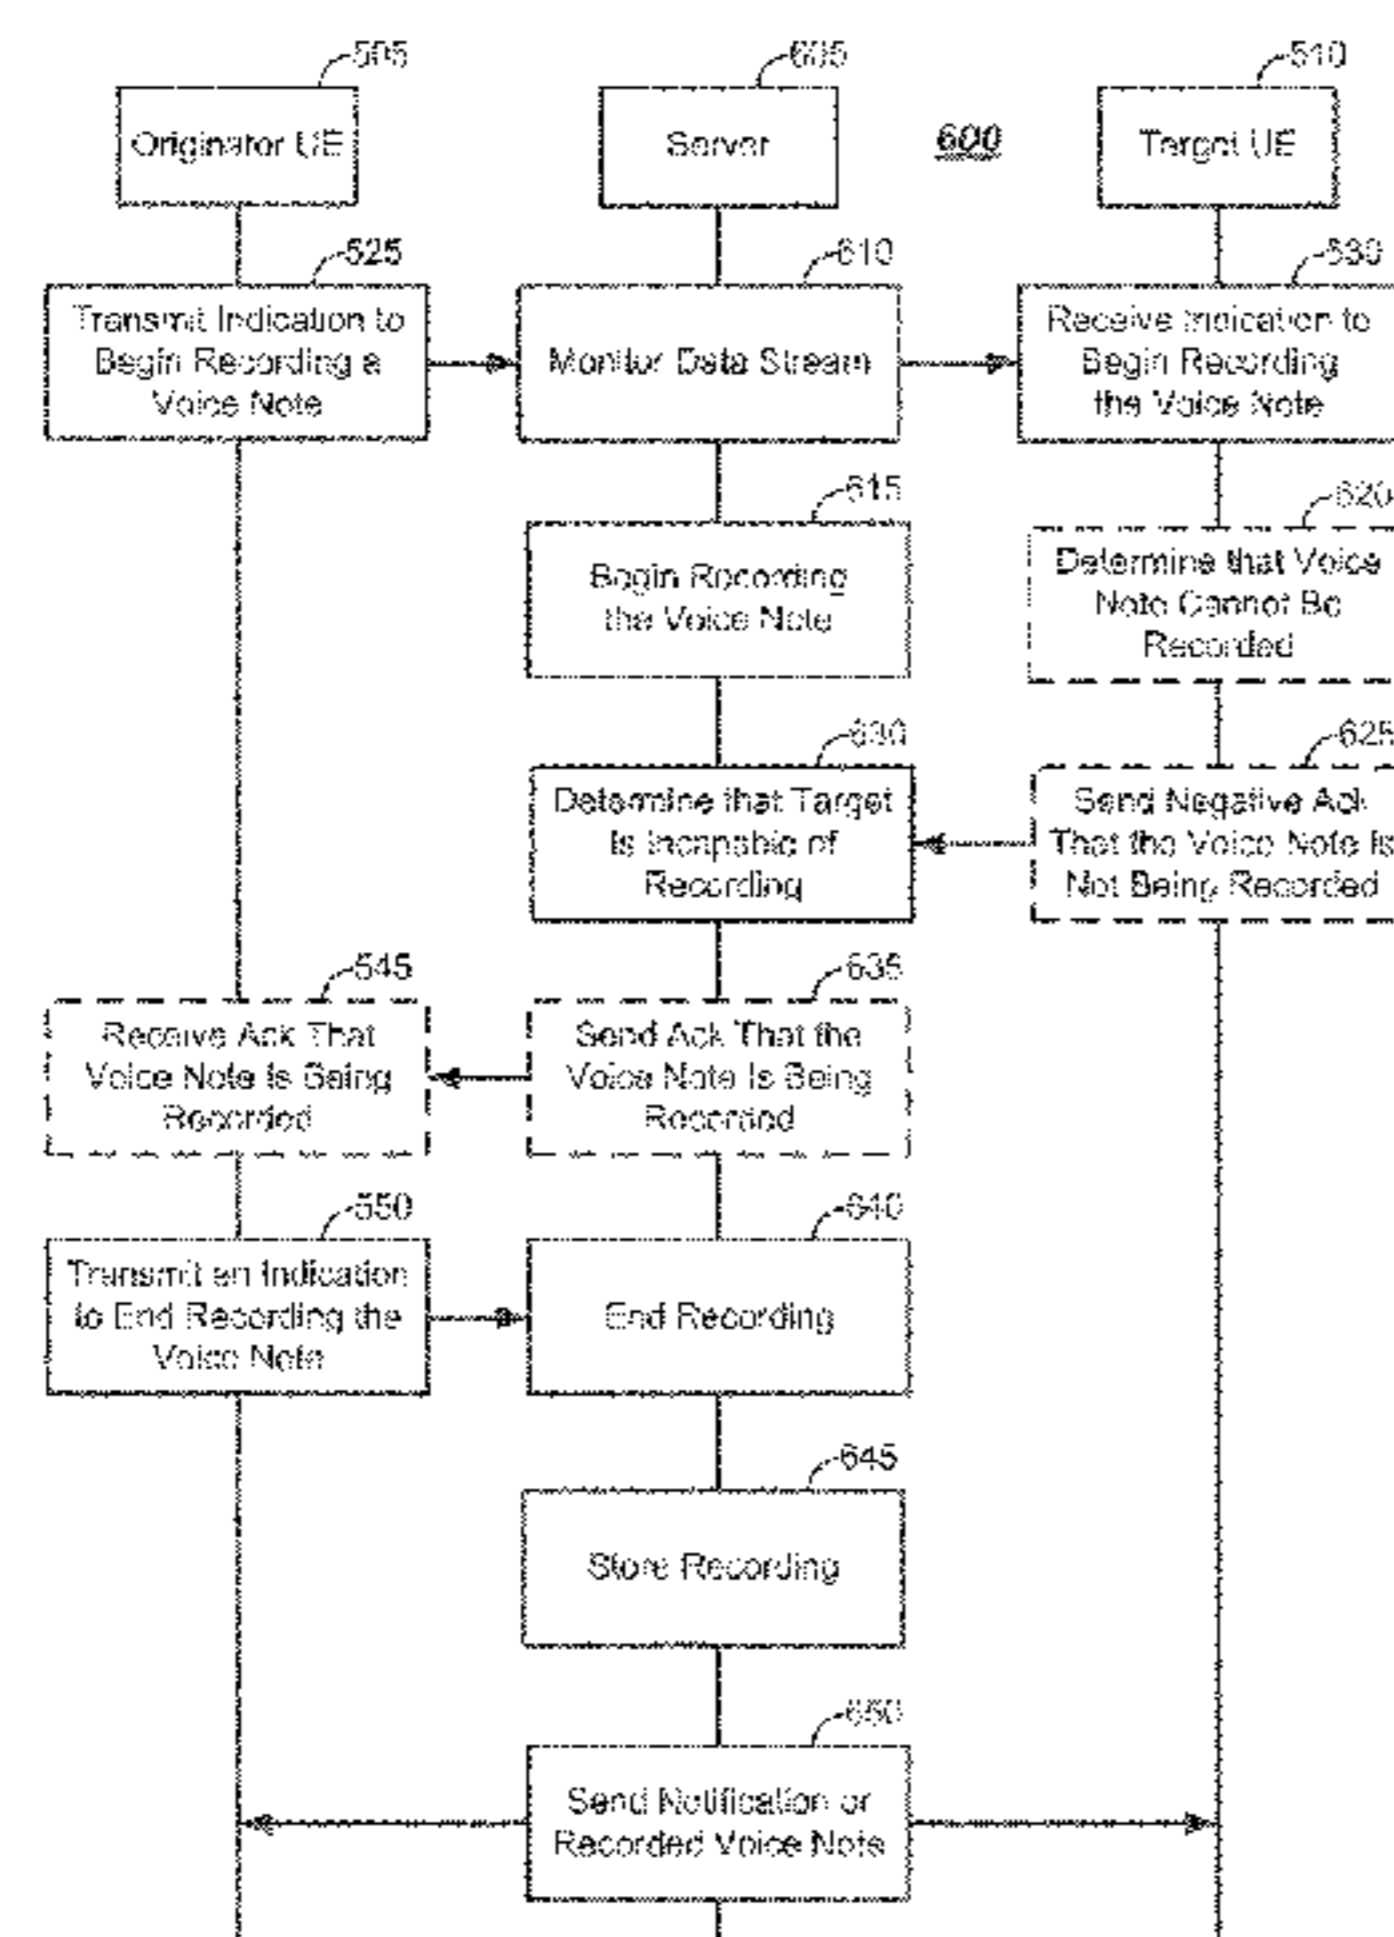 505
605
510
Originator UE
Server
600
Target UE
525
610
530
Transmit Indication to
Begin Recording a
Voice Note
Monitor Data Stream
Receive Indication to
Begin Recording
the Voice Note
615
620
Begin Recording
the Voice Note
Determine that Voice
Note Cannot Be
Recorded
630
625
Determine that Target
Is Incapable of
Recording
Send Negative Ack
That the Voice Note Is
Not Being Recorded
545
635
Receive Ack That
Voice Note Is Being
Recorded
Send Ack That the
Voice Note Is Being
Recorded
550
640
Transmit an Indication
to End Recording the
Voice Note
End Recording
645
Store Recording
650
Send Notification or
Recorded Voice Note